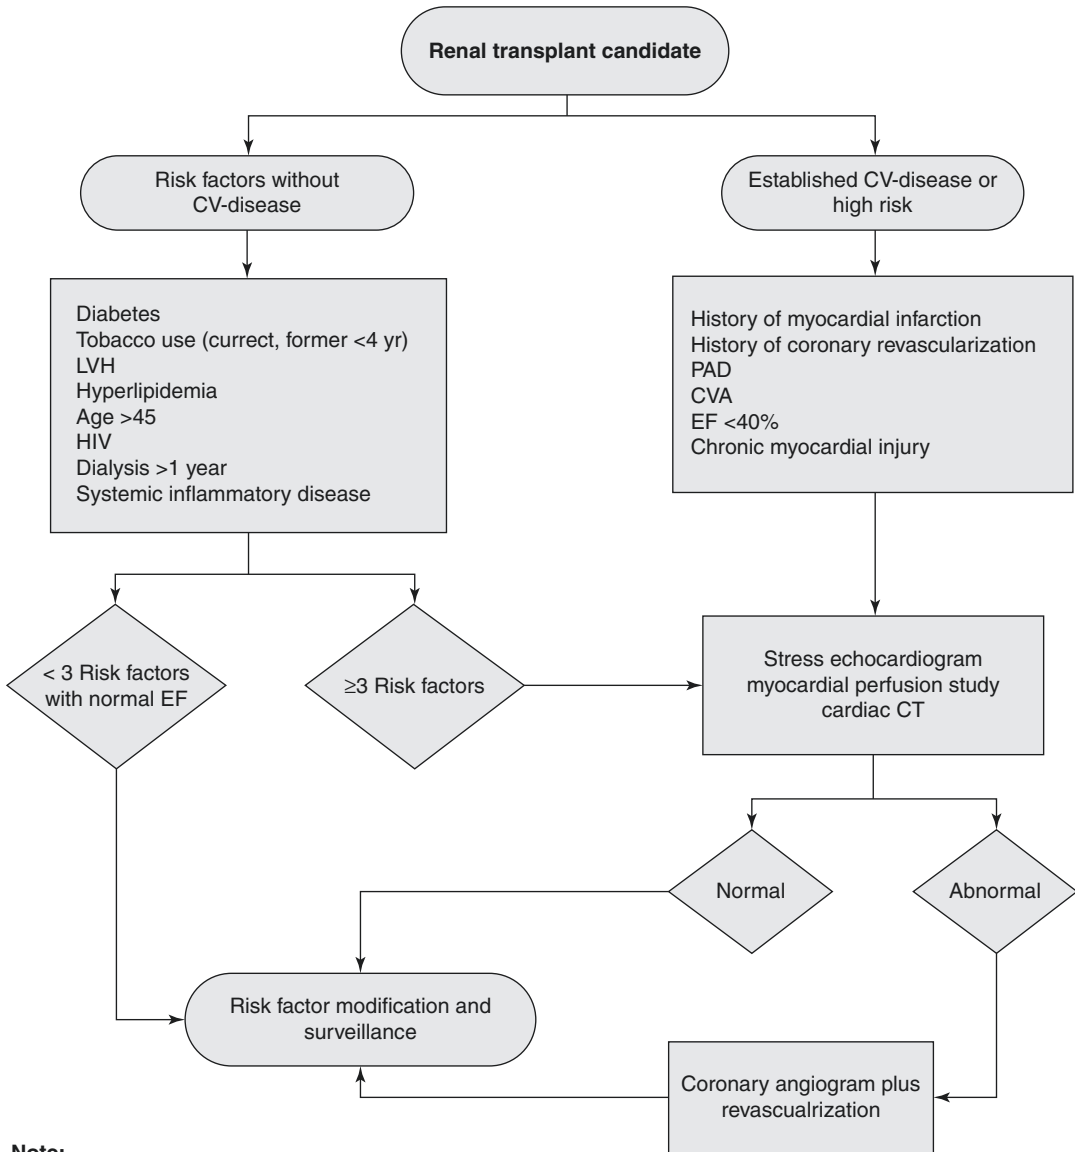 Renal transplant candidate
Risk factors without
CV-disease
Established CV-disease or
high risk
Diabetes
Tobacco use (currect, former <4 yr)
LVH
Hyperlipidemia
Age >45
HIV
Dialysis >1 year
Systemic inflammatory disease
History of myocardial infarction
History of coronary revascularization
PAD
CVA
EF <40%
Chronic myocardial injury
< 3 Risk factors
with normal EF
≥3 Risk factors
Stress echocardiogram
myocardial perfusion study
cardiac CT
Normal
Abnormal
Risk factor modification and
surveillance
Coronary angiogram plus
revascualrization
Note: